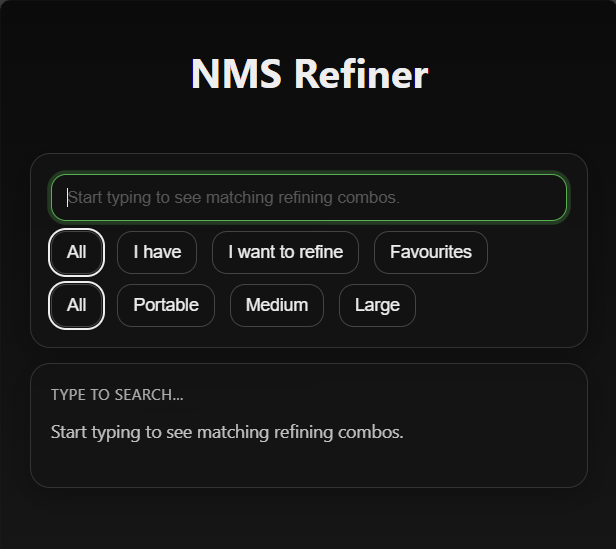 NMS Refiner
Start typing to see matching refining combos.
All I have I want to refine Favourites
All Portable Medium Large
TYPE TO SEARCH...
Start typing to see matching refining combos.